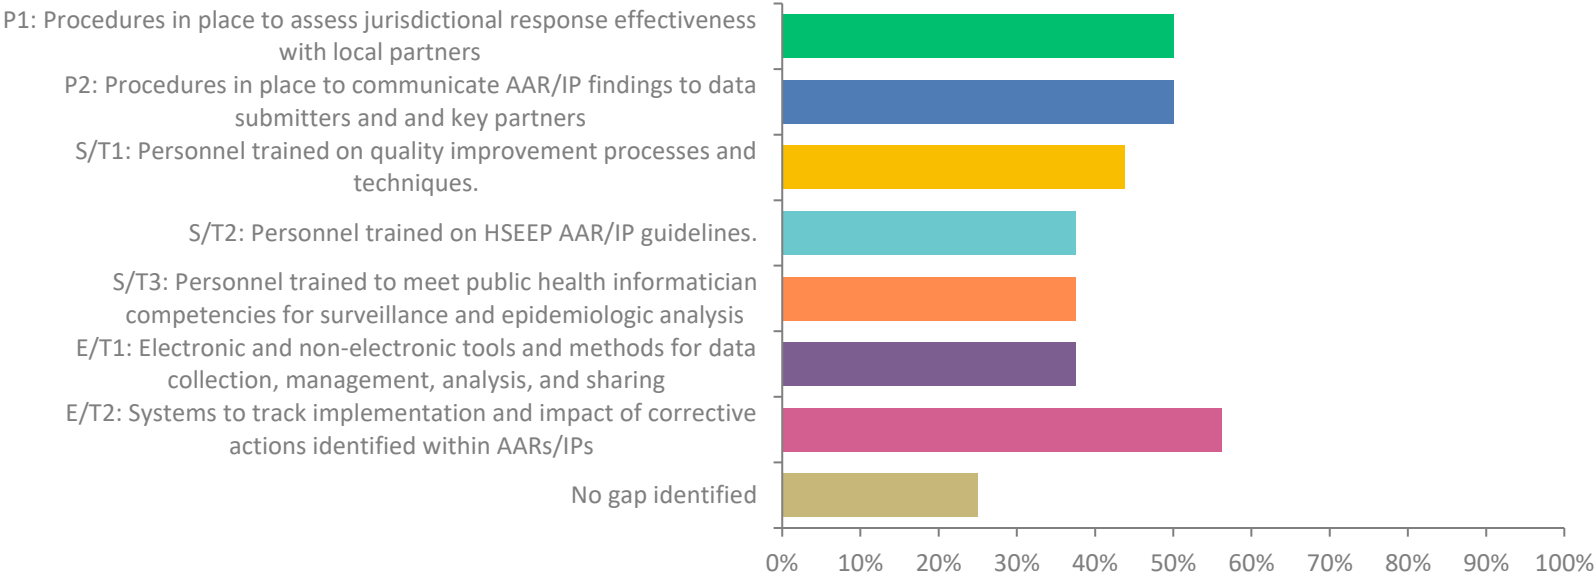 P1: Procedures in place to assess jurisdictional response effectiveness
with local partners
P2: Procedures in place to communicate AAR/IP findings to data
submitters and and key partners
S/T1: Personnel trained on quality improvement processes and
techniques.
S/T2: Personnel trained on HSEEP AAR/IP guidelines.
S/T3: Personnel trained to meet public health informatician
competencies for surveillance and epidemiologic analysis
E/T1: Electronic and non-electronic tools and methods for data
collection, management, analysis, and sharing
E/T2: Systems to track implementation and impact of corrective
actions identified within AARs/IPs
No gap identified
0% 10% 20% 30% 40% 50% 60% 70% 80% 90% 100%